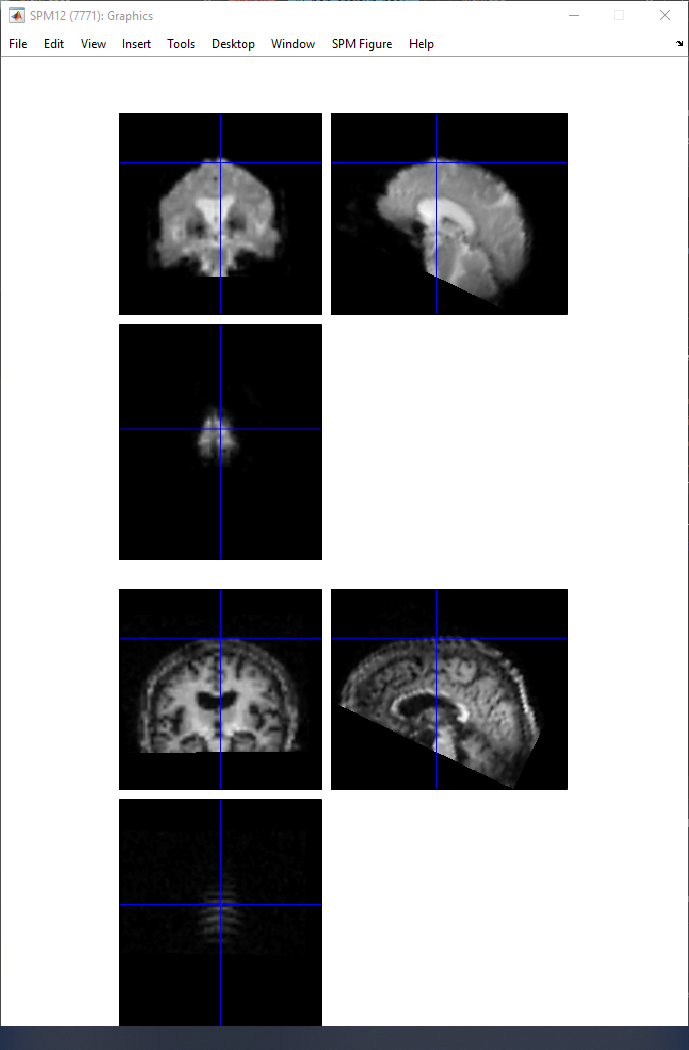 SPM12 (7771): Graphics
File Edit View Insert Tools Desktop Window SPM Figure Help